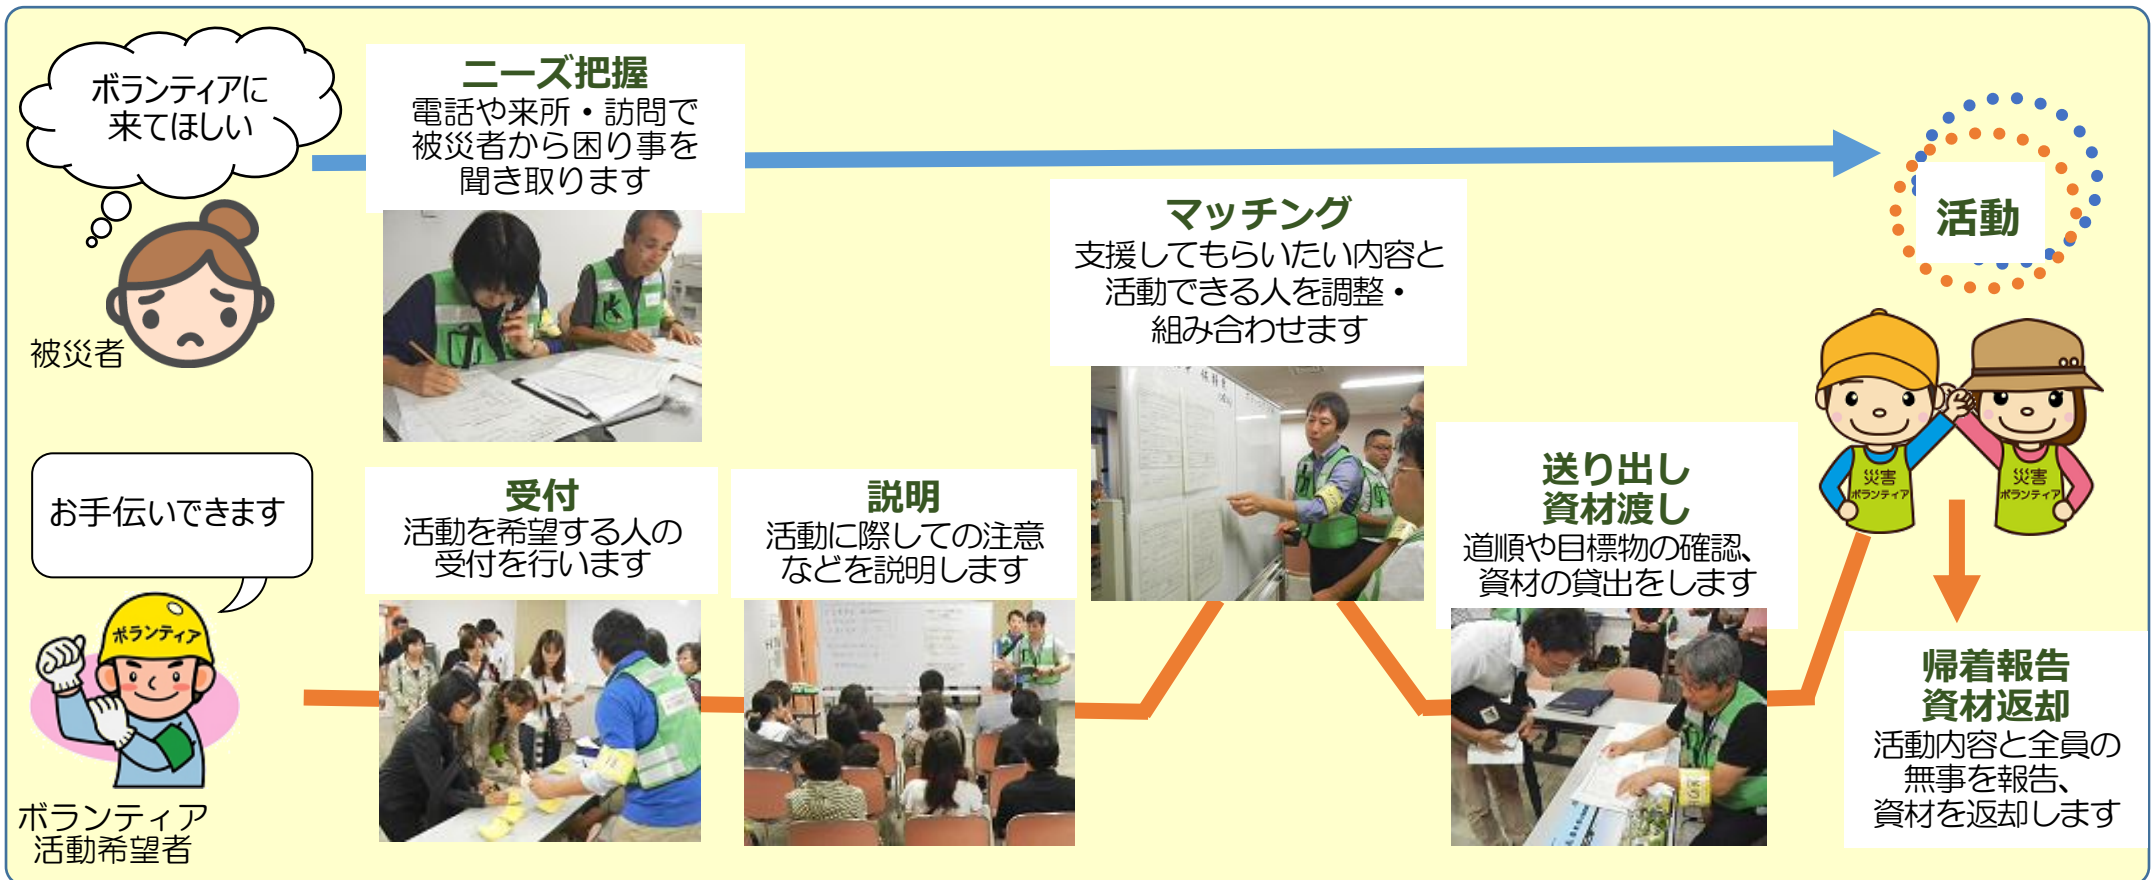 ボランティアに
来てほしい
被災者
ニーズ把握
電話や来所・訪問で
被災者から困り事を
聞き取ります
マッチング
支援してもらいたい内容と
活動できる人を調整・
組み合わせます
活動
お手伝いできます
ボランティア
ボランティア
活動希望者
受付
活動を希望する人の
受付を行います
説明
活動に際しての注意
などを説明します
送り出し
資材渡し
道順や目標物の確認、
資材の貸出をします
災害
ボランティア
災害
ボランティア
帰着報告
資材返却
活動内容と全員の
無事を報告、
資材を返却します